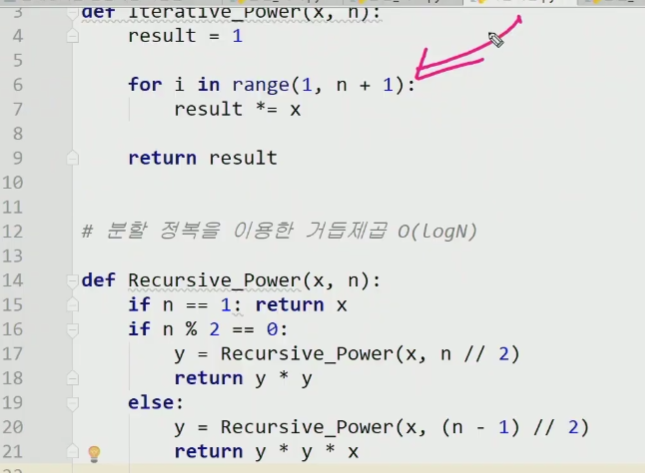 3 def Iterative_Power(x, n):
4 result = 1
5
6 for i in range(1, n + 1):
7 result *= x
8
9 return result
10
11
12 # 분할 정복을 이용한 거듭제곱 O(LogN)
13
14 def Recursive_Power(x, n):
15 if n == 1: return x
16 if n % 2 == 0:
17 y = Recursive_Power(x, n // 2)
18 return y * y
19 else:
20 y = Recursive_Power(x, (n - 1) // 2)
21 return y * y * x